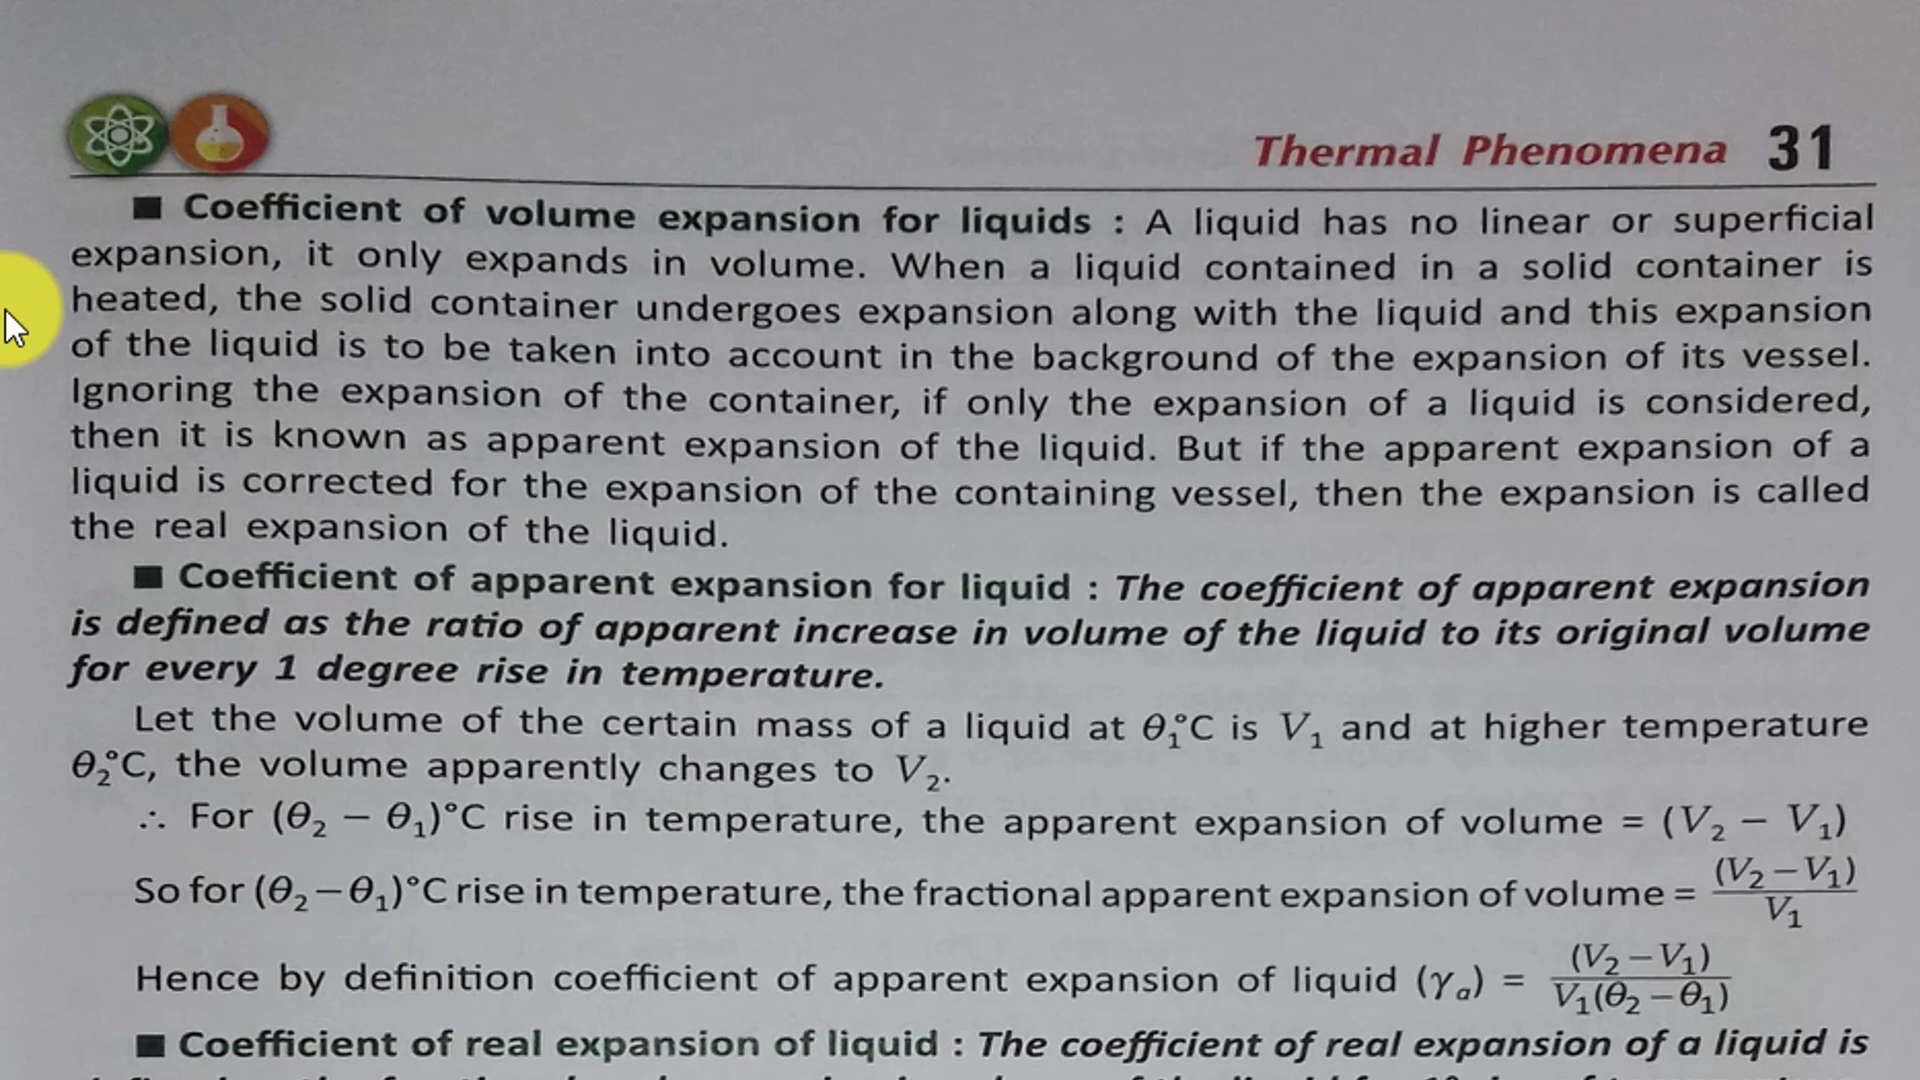 Thermal Phenomena 31
■ Coefficient of volume expansion for liquids : A liquid has no linear or superficial
expansion, it only expands in volume. When a liquid contained in a solid container is
heated, the solid container undergoes expansion along with the liquid and this expansion
of the liquid is to be taken into account in the background of the expansion of its vessel.
Ignoring the expansion of the container, if only the expansion of a liquid is considered,
then it is known as apparent expansion of the liquid. But if the apparent expansion of a
liquid is corrected for the expansion of the containing vessel, then the expansion is called
the real expansion of the liquid.
■ Coefficient of apparent expansion for liquid : The coefficient of apparent expansion
is defined as the ratio of apparent increase in volume of the liquid to its original volume
for every 1 degree rise in temperature.
Let the volume of the certain mass of a liquid at θ₁°C is V₁ and at higher temperature
θ₂°C, the volume apparently changes to V₂.
∴ For (θ₂ − θ₁)°C rise in temperature, the apparent expansion of volume = (V₂ − V₁)
So for (θ₂−θ₁)°C rise in temperature, the fractional apparent expansion of volume = (V₂−V₁)/V₁
Hence by definition coefficient of apparent expansion of liquid (γₐ) = (V₂−V₁)/V₁(θ₂−θ₁)
■ Coefficient of real expansion of liquid : The coefficient of real expansion of a liquid is